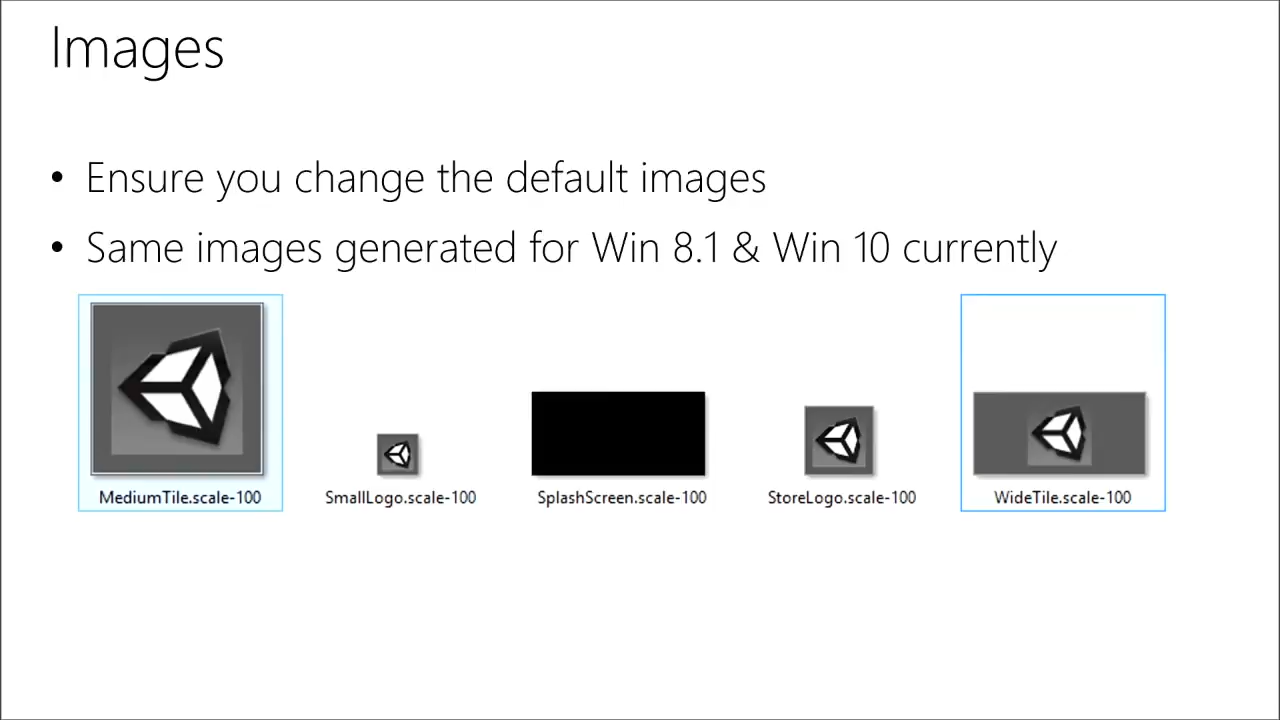 Images
• Ensure you change the default images
• Same images generated for Win 8.1 & Win 10 currently
MediumTile.scale-100
SmallLogo.scale-100
SplashScreen.scale-100
StoreLogo.scale-100
WideTile.scale-100